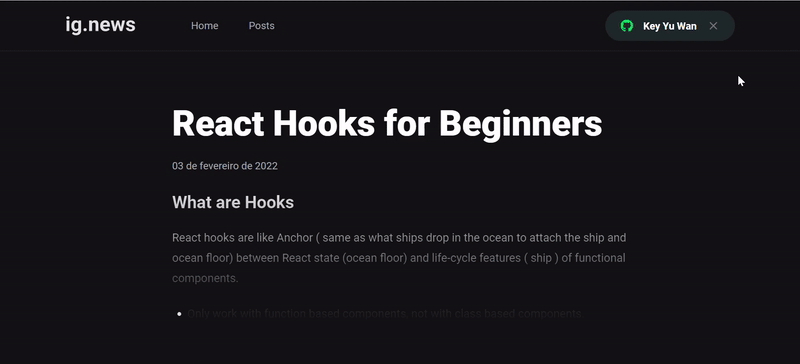 ig.news
Home
Posts
Key Yu Wan
React Hooks for Beginners
03 de fevereiro de 2022
What are Hooks
React hooks are like Anchor ( same as what ships drop in the ocean to attach the ship and
ocean floor) between React state (ocean floor) and life-cycle features ( ship ) of functional
components.
Only work with function based components, not with class based components.